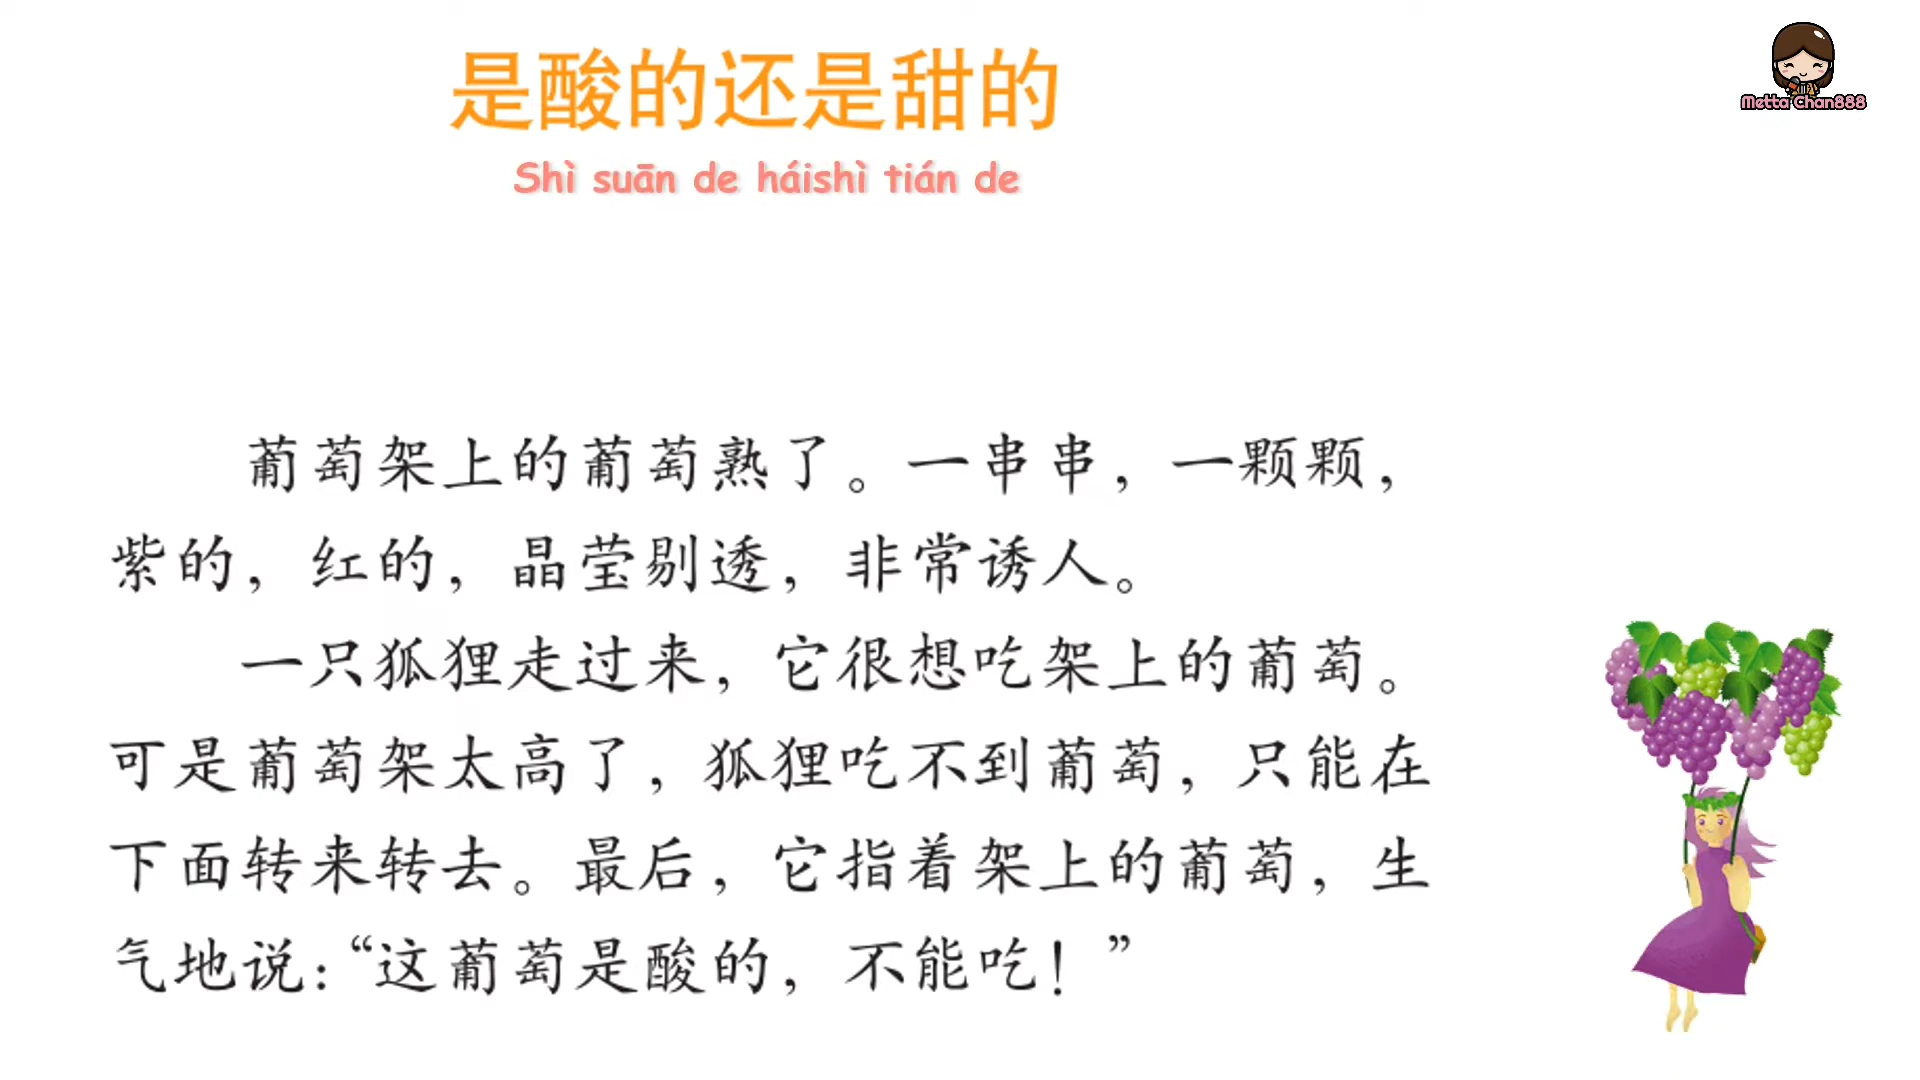 是酸的还是甜的
Shì suān de háishì tián de
Metta Chan888
葡萄架上的葡萄熟了。一串串，一颗颗，
紫的，红的，晶莹剔透，非常诱人。
一只狐狸走过来，它很想吃架上的葡萄。
可是葡萄架太高了，狐狸吃不到葡萄，只能在
下面转来转去。最后，它指着架上的葡萄，生
气地说：“这葡萄是酸的，不能吃！”